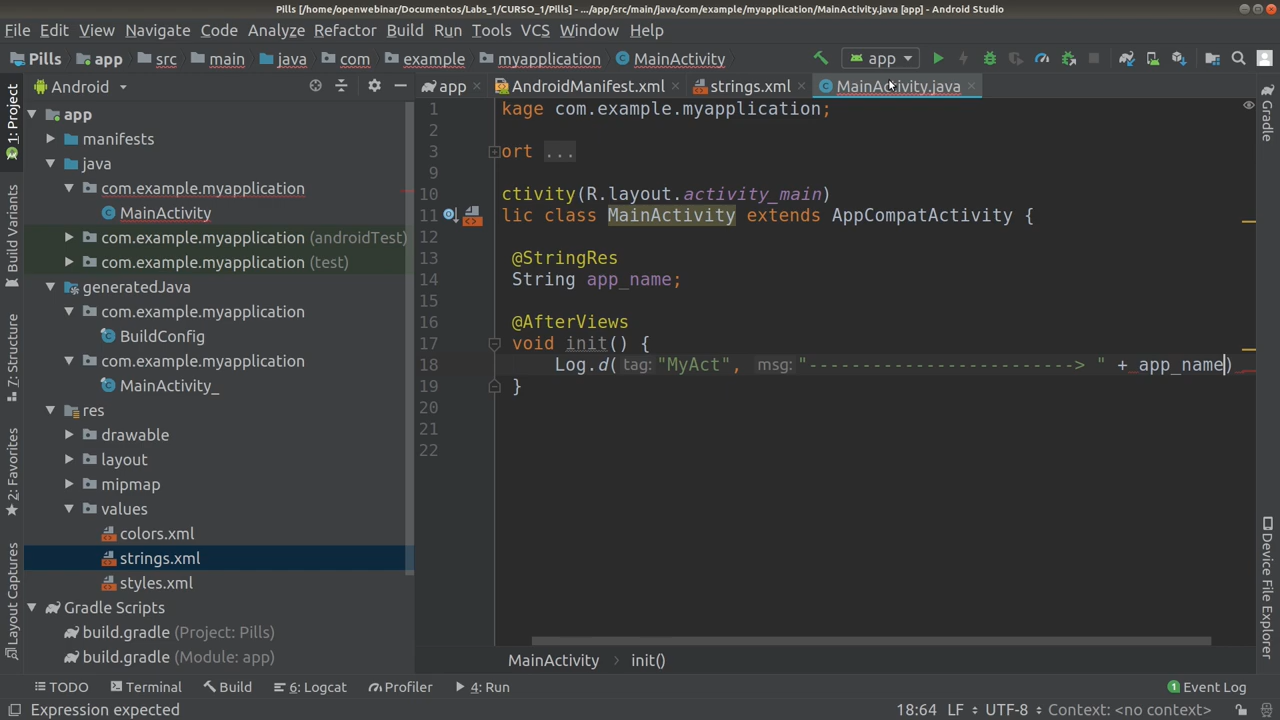 Pills [/home/openwebinar/Documentos/Labs_1/CURSO_1/Pills] - .../app/src/main/java/com/example/myapplication/MainActivity.java [app] - Android Studio
File Edit View Navigate Code Analyze Refactor Build Run Tools VCS Window Help
Pills app src main java com example myapplication MainActivity app
1: Project
Build Variants
7: Structure
2: Favorites
Layout Captures
Android
app
manifests
java
com.example.myapplication
MainActivity
com.example.myapplication (androidTest)
com.example.myapplication (test)
generatedJava
com.example.myapplication
BuildConfig
com.example.myapplication
MainActivity_
res
drawable
layout
mipmap
values
colors.xml
strings.xml
styles.xml
Gradle Scripts
build.gradle (Project: Pills)
build.gradle (Module: app)
app AndroidManifest.xml strings.xml MainActivity.java
1 kage com.example.myapplication;
2
3 ort ...
9
10 ctivity(R.layout.activity_main)
11 lic class MainActivity extends AppCompatActivity {
12
13 @StringRes
14 String app_name;
15
16 @AfterViews
17 void init() {
18 Log.d( tag: "MyAct", msg: "-------------------------> " + app_name)
19 }
20
21
22
MainActivity › init()
Gradle
Device File Explorer
TODO Terminal Build 6: Logcat Profiler 4: Run 1 Event Log
Expression expected 18:64 LF UTF-8 Context: <no context>